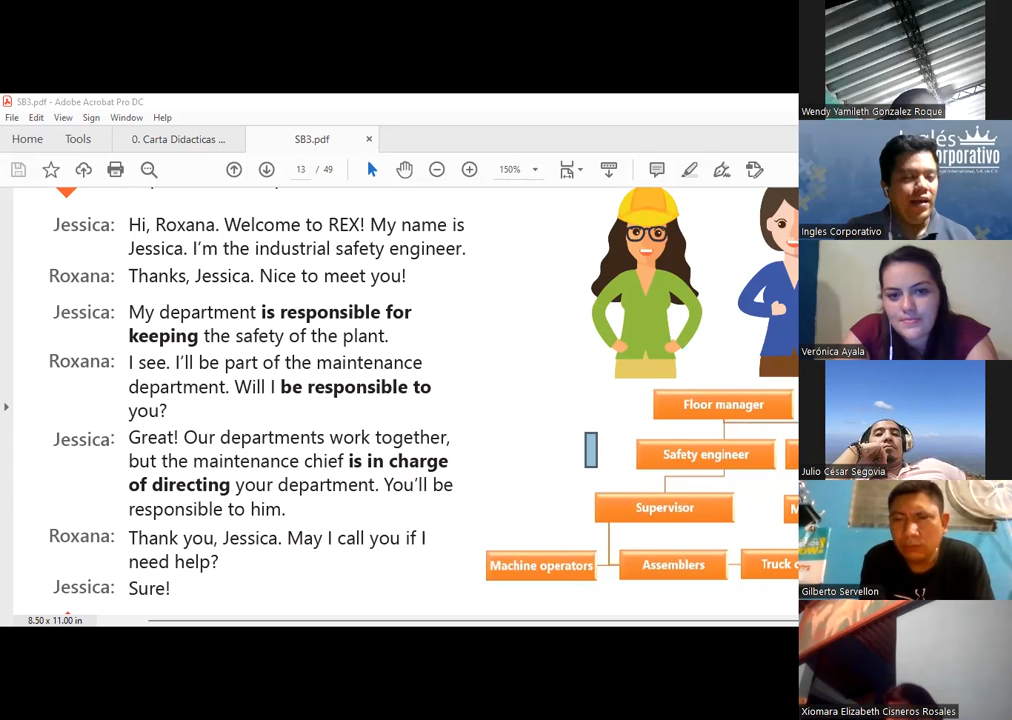 SB3.pdf - Adobe Acrobat Pro DC
File Edit View Sign Window Help
Home Tools 0. Carta Didacticas ... SB3.pdf ×
13 / 49 150%
Jessica: Hi, Roxana. Welcome to REX! My name is
Jessica. I'm the industrial safety engineer.
Roxana: Thanks, Jessica. Nice to meet you!
Jessica: My department is responsible for
keeping the safety of the plant.
Roxana: I see. I'll be part of the maintenance
department. Will I be responsible to
you?
Jessica: Great! Our departments work together,
but the maintenance chief is in charge
of directing your department. You'll be
responsible to him.
Roxana: Thank you, Jessica. May I call you if I
need help?
Jessica: Sure!
8.50 x 11.00 in
Floor manager
Safety engineer
Supervisor
Machine operators
Assemblers
Truck
Wendy Yamileth Gonzalez Roque
Inglés
Corporativo
Ingles Corporativo
Verónica Ayala
Julio César Segovia
Gilberto Servellon
Xiomara Elizabeth Cisneros Rosales